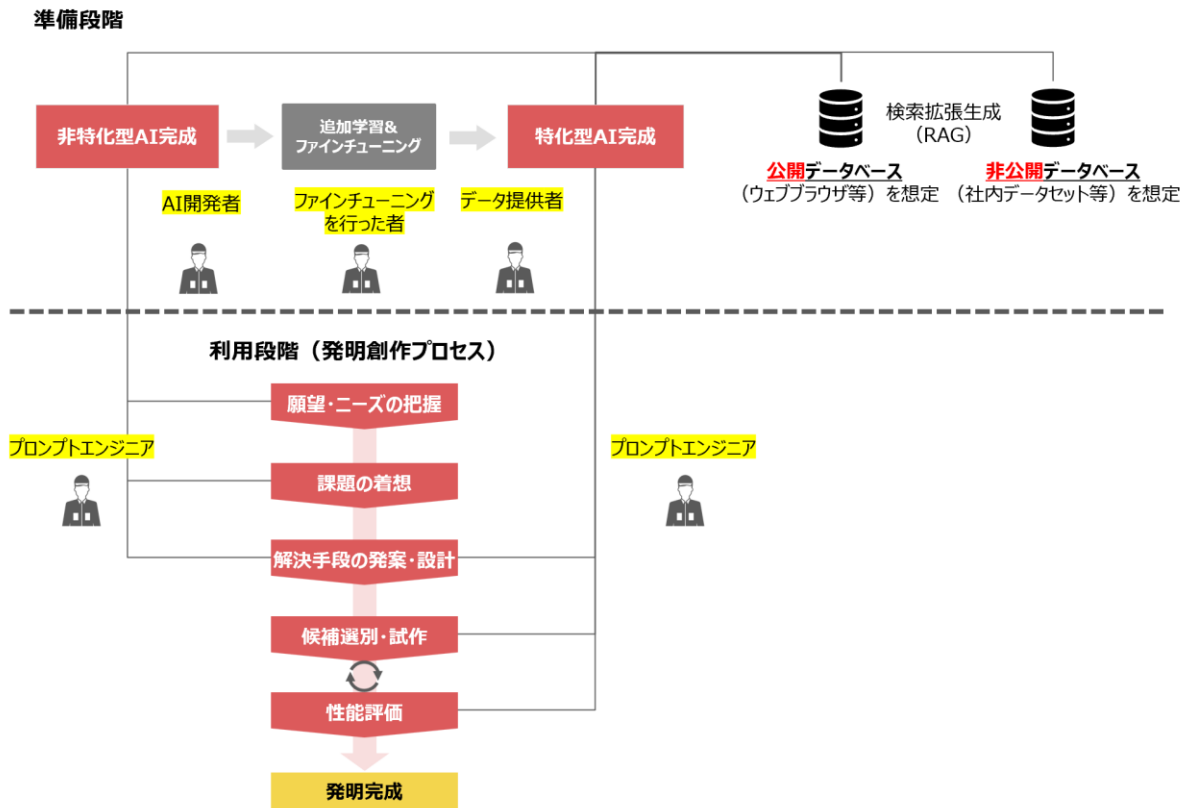 準備段階
非特化型AI完成
追加学習&
ファインチューニング
特化型AI完成
検索拡張生成
(RAG)
公開データベース
(ウェブブラウザ等)を想定
非公開データベース
(社内データセット等)を想定
AI開発者
ファインチューニング
を行った者
データ提供者
利用段階(発明創作プロセス)
願望・ニーズの把握
プロンプトエンジニア
プロンプトエンジニア
課題の着想
解決手段の発案・設計
候補選別・試作
性能評価
発明完成